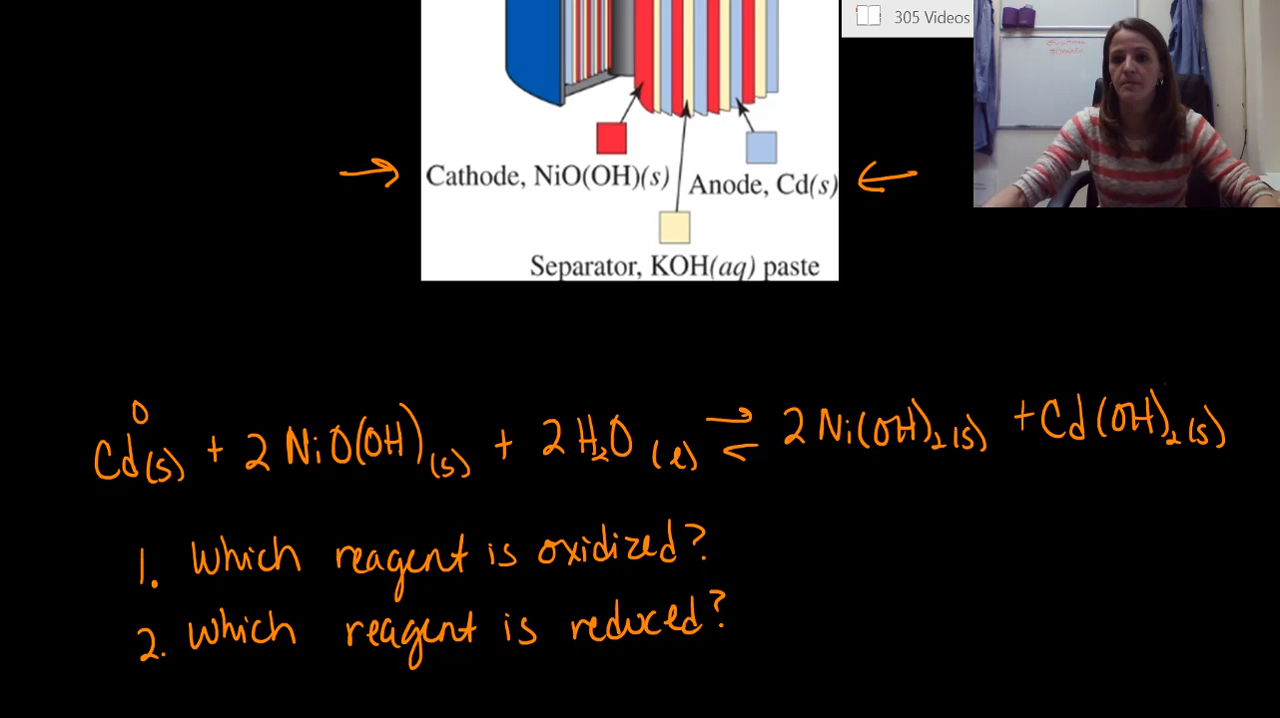 305 Videos
Cathode, NiO(OH)(s)
Anode, Cd(s)
Separator, KOH(aq) paste
0
Cd(s) + 2 NiO(OH)(s) + 2 H₂O(l) ⇌ 2 Ni(OH)₂(s) + Cd(OH)₂(s)
1. Which reagent is oxidized?
2. Which reagent is reduced?